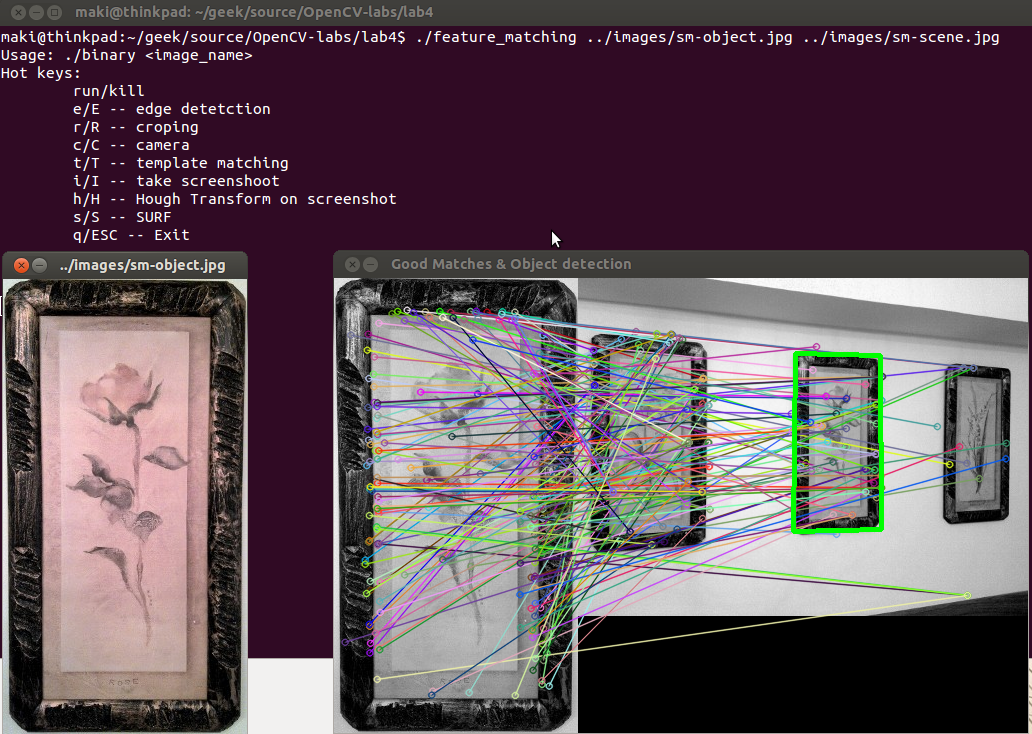 maki@thinkpad: ~/geek/source/OpenCV-labs/lab4
maki@thinkpad:~/geek/source/OpenCV-labs/lab4$ ./feature_matching ../images/sm-object.jpg ../images/sm-scene.jpg
Usage: ./binary <image_name>
Hot keys:
run/kill
e/E -- edge detetction
r/R -- croping
c/C -- camera
t/T -- template matching
i/I -- take screenshoot
h/H -- Hough Transform on screenshot
s/S -- SURF
q/ESC -- Exit
../images/sm-object.jpg
Good Matches & Object detection
ROSE